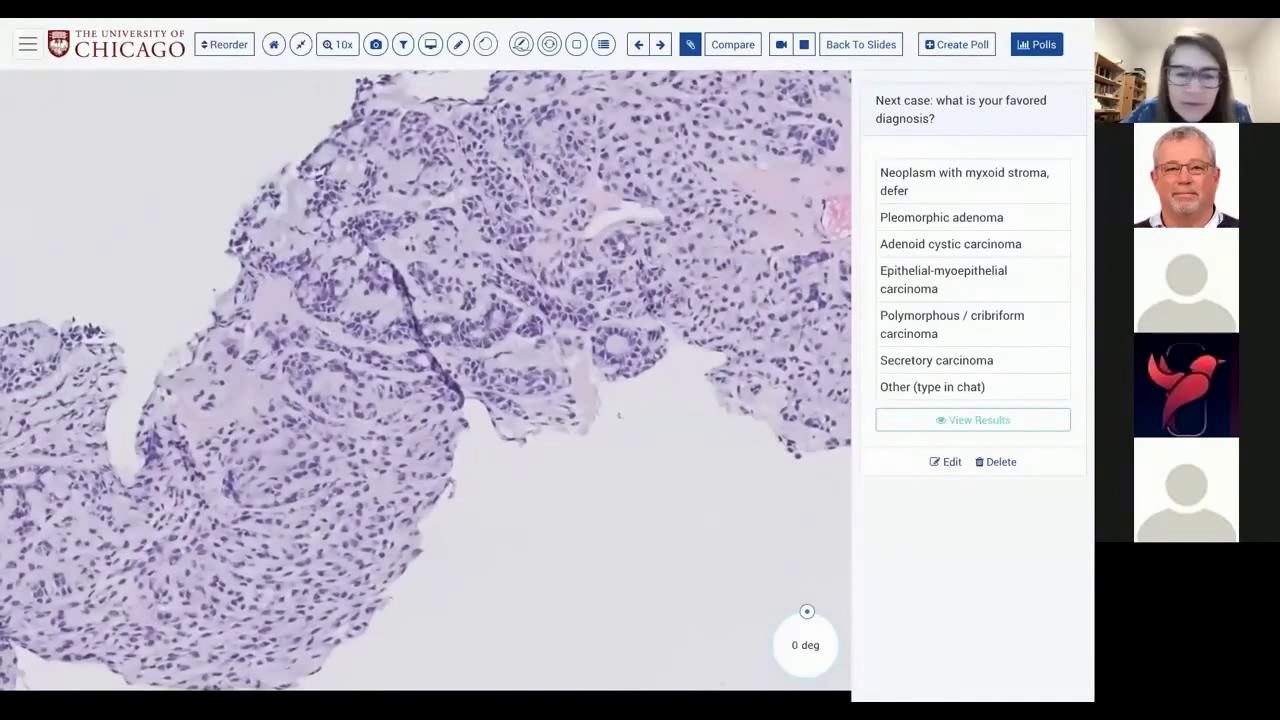 THE UNIVERSITY OF
CHICAGO
Reorder
10x
Compare
Back To Slides
Create Poll
Polls
Next case: what is your favored
diagnosis?
Neoplasm with myxoid stroma,
defer
Pleomorphic adenoma
Adenoid cystic carcinoma
Epithelial-myoepithelial
carcinoma
Polymorphous / cribriform
carcinoma
Secretory carcinoma
Other (type in chat)
View Results
Edit Delete
0 deg